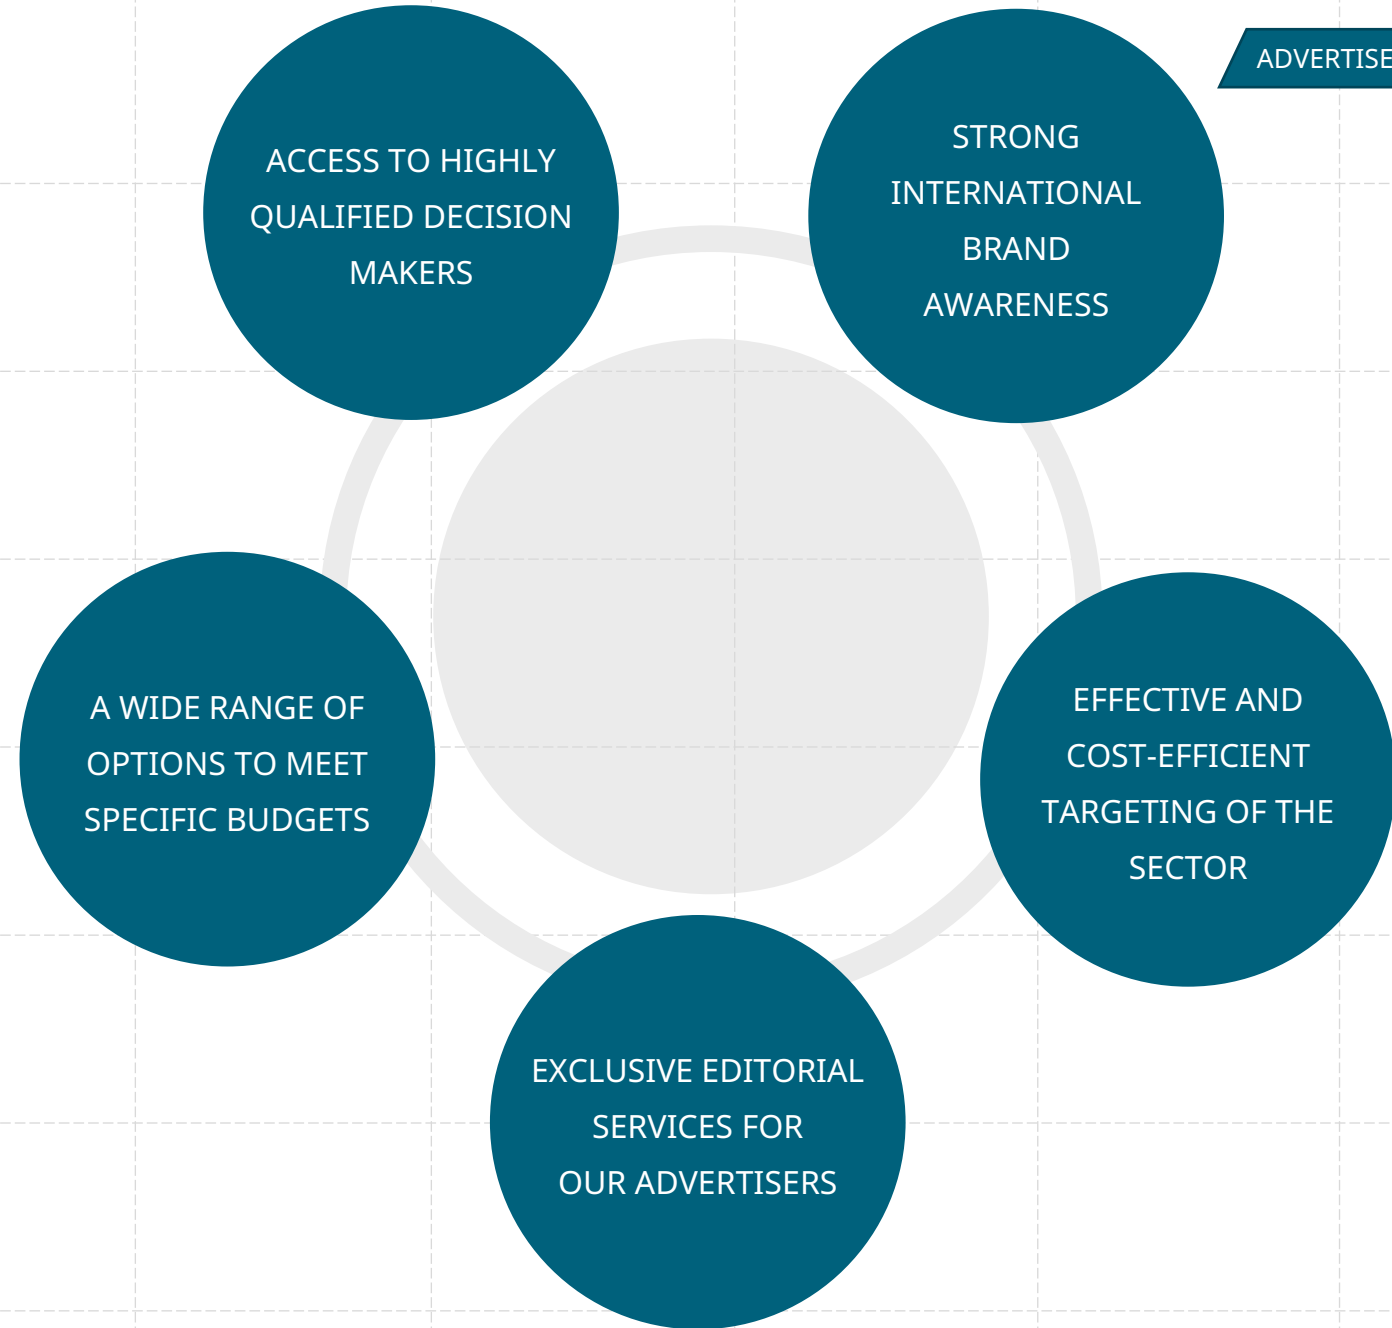 ADVERTISE
ACCESS TO HIGHLY
QUALIFIED DECISION
MAKERS
STRONG
INTERNATIONAL
BRAND
AWARENESS
A WIDE RANGE OF
OPTIONS TO MEET
SPECIFIC BUDGETS
EFFECTIVE AND
COST-EFFICIENT
TARGETING OF THE
SECTOR
EXCLUSIVE EDITORIAL
SERVICES FOR
OUR ADVERTISERS